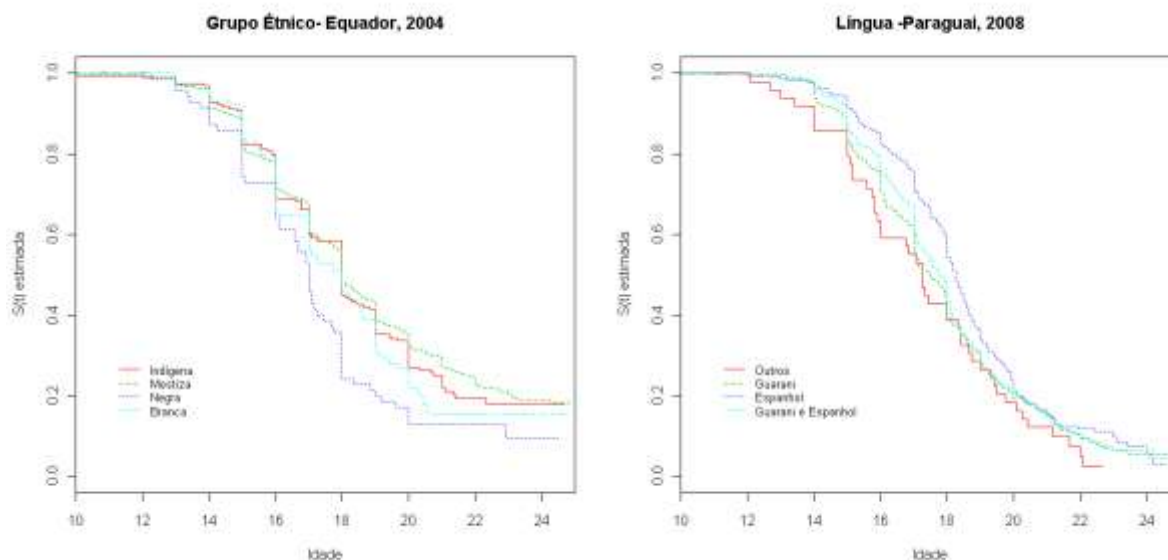 Grupo Étnico- Equador, 2004
S(t) estimada
1.0
0.8
0.6
0.4
0.2
0.0
Indígena
Mestiza
Negra
Branca
10 12 14 16 18 20 22 24
Idade
Língua -Paraguai, 2008
S(t) estimada
1.0
0.8
0.6
0.4
0.2
0.0
Outros
Guarani
Espanhol
Guarani e Espanhol
10 12 14 16 18 20 22 24
Idade